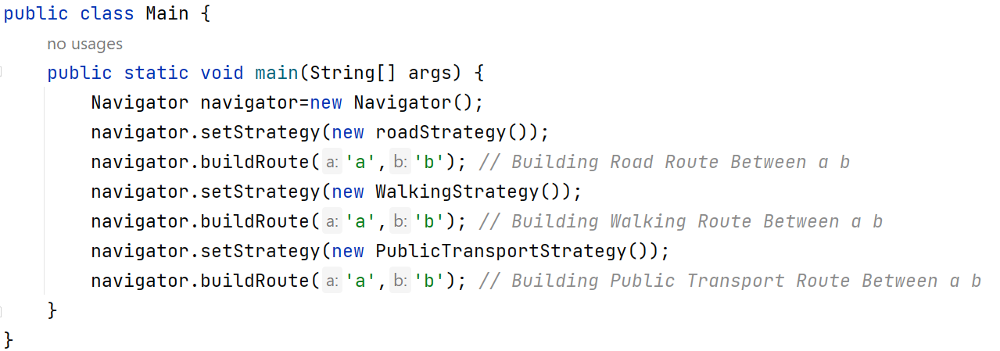 public class Main {
no usages
public static void main(String[] args) {
Navigator navigator=new Navigator();
navigator.setStrategy(new roadStrategy());
navigator.buildRoute( a: 'a', b: 'b'); // Building Road Route Between a b
navigator.setStrategy(new WalkingStrategy());
navigator.buildRoute( a: 'a', b: 'b'); // Building Walking Route Between a b
navigator.setStrategy(new PublicTransportStrategy());
navigator.buildRoute( a: 'a', b: 'b'); // Building Public Transport Route Between a b
}
}